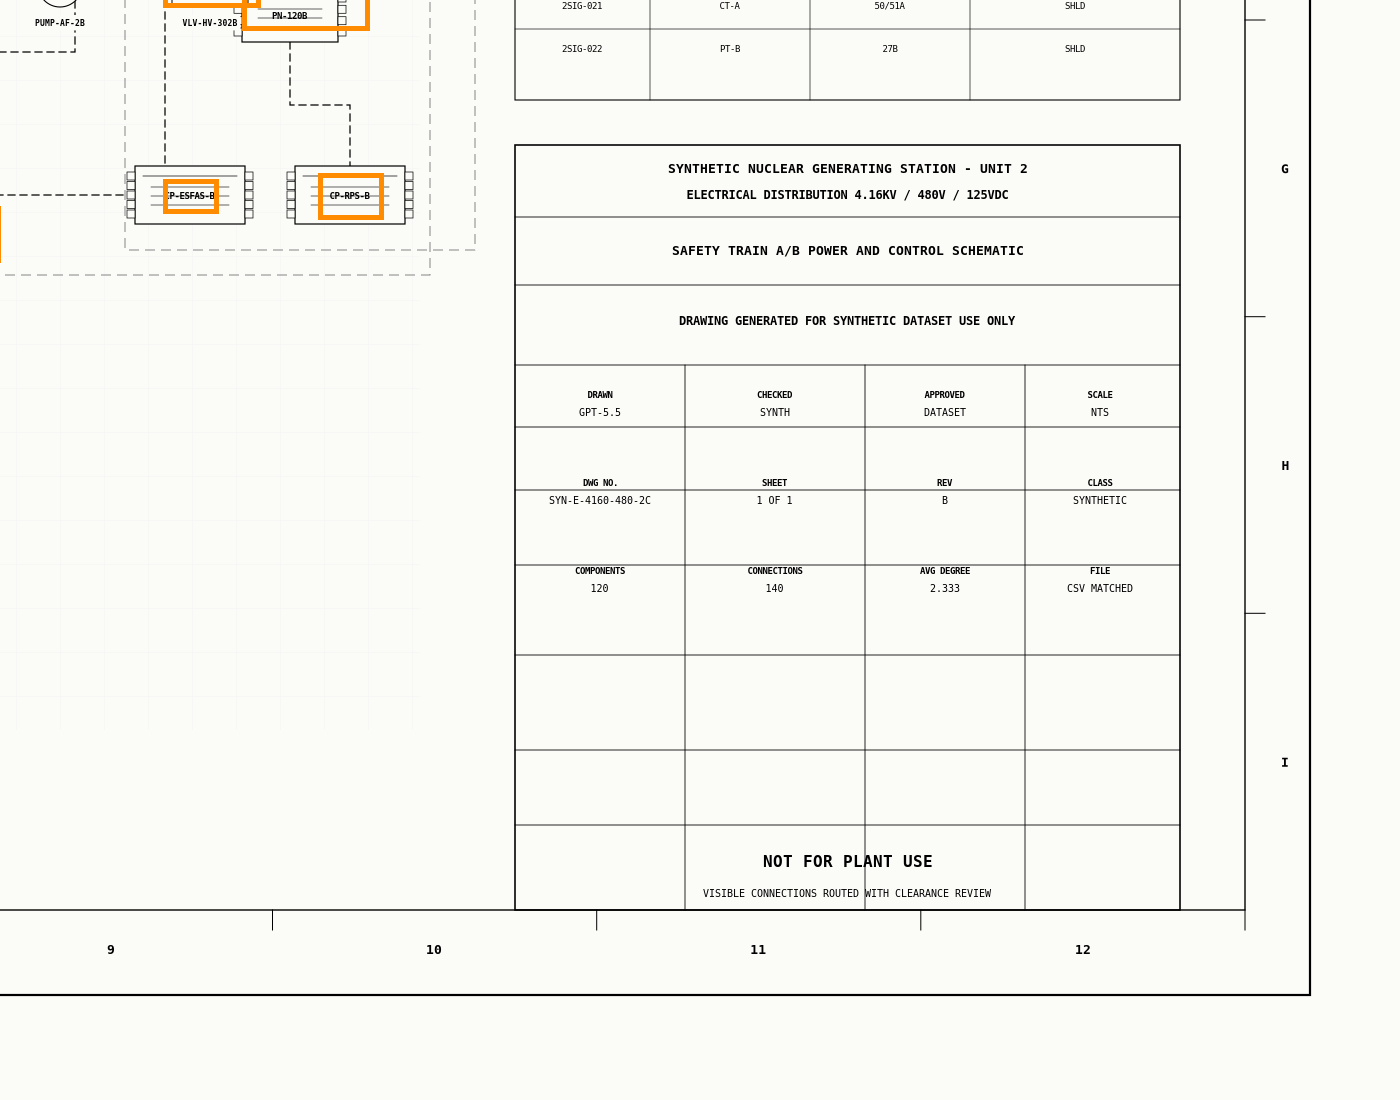 PUMP-AF-2B
VLV-HV-302B
PN-120B
CP-RPS-B
2SIG-021 CT-A 50/51A SHLD
2SIG-022 PT-B 27B SHLD
SYNTHETIC NUCLEAR GENERATING STATION - UNIT 2
ELECTRICAL DISTRIBUTION 4.16KV / 480V / 125VDC
SAFETY TRAIN A/B POWER AND CONTROL SCHEMATIC
DRAWING GENERATED FOR SYNTHETIC DATASET USE ONLY
DRAWN CHECKED APPROVED SCALE
GPT-5.5 SYNTH DATASET NTS
DWG NO. SHEET REV CLASS
SYN-E-4160-480-2C 1 OF 1 B SYNTHETIC
COMPONENTS CONNECTIONS AVG DEGREE FILE
120 140 2.333 CSV MATCHED
NOT FOR PLANT USE
VISIBLE CONNECTIONS ROUTED WITH CLEARANCE REVIEW
G
H
I
9 10 11 12